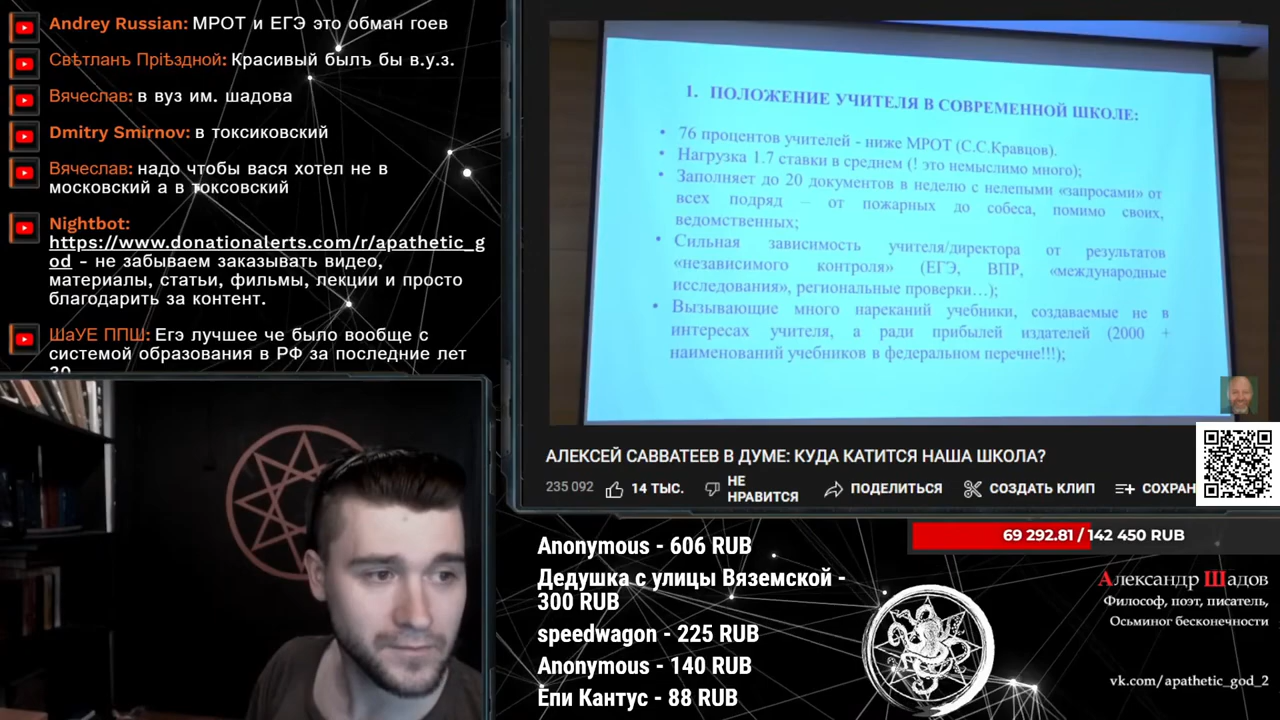 Andrey Russian: МРОТ и ЕГЭ это обман гоев
Свѣтланъ Прiѣздной: Красивый былъ бы в.у.з.
Вячеслав: в вуз им. шадова
Dmitry Smirnov: в токсиковский
Вячеслав: надо чтобы вася хотел не в
московский а в токсовский
Nightbot:
https://www.donationalerts.com/r/apathetic_g
od - не забываем заказывать видео,
материалы, статьи, фильмы, лекции и просто
благодарить за контент.
ШаУЕ ППШ: Егэ лучшее че было вообще с
системой образования в РФ за последние лет
30
1. ПОЛОЖЕНИЕ УЧИТЕЛЯ В СОВРЕМЕННОЙ ШКОЛЕ:
• 76 процентов учителей - ниже МРОТ (С.С.Кравцов).
• Нагрузка 1.7 ставки в среднем (! это немыслимо много);
• Заполняет до 20 документов в неделю с нелепыми «запросами» от
всех подряд – от пожарных до собеса, помимо своих,
ведомственных;
• Сильная зависимость учителя/директора от результатов
«независимого контроля» (ЕГЭ, ВПР, «международные
исследования», региональные проверки…);
• Вызывающие много нареканий учебники, создаваемые не в
интересах учителя, а ради прибылей издателей (2000 +
наименований учебников в федеральном перечне!!!);
АЛЕКСЕЙ САВВАТЕЕВ В ДУМЕ: КУДА КАТИТСЯ НАША ШКОЛА?
235 092 14 ТЫС. НЕ НРАВИТСЯ ПОДЕЛИТЬСЯ СОЗДАТЬ КЛИП СОХРАН
69 292.81 / 142 450 RUB
Anonymous - 606 RUB
Дедушка с улицы Вяземской -
300 RUB
speedwagon - 225 RUB
Anonymous - 140 RUB
Епи Кантус - 88 RUB
Александр Шадов
Философ, поэт, писатель,
Осьминог бесконечности
vk.com/apathetic_god_2